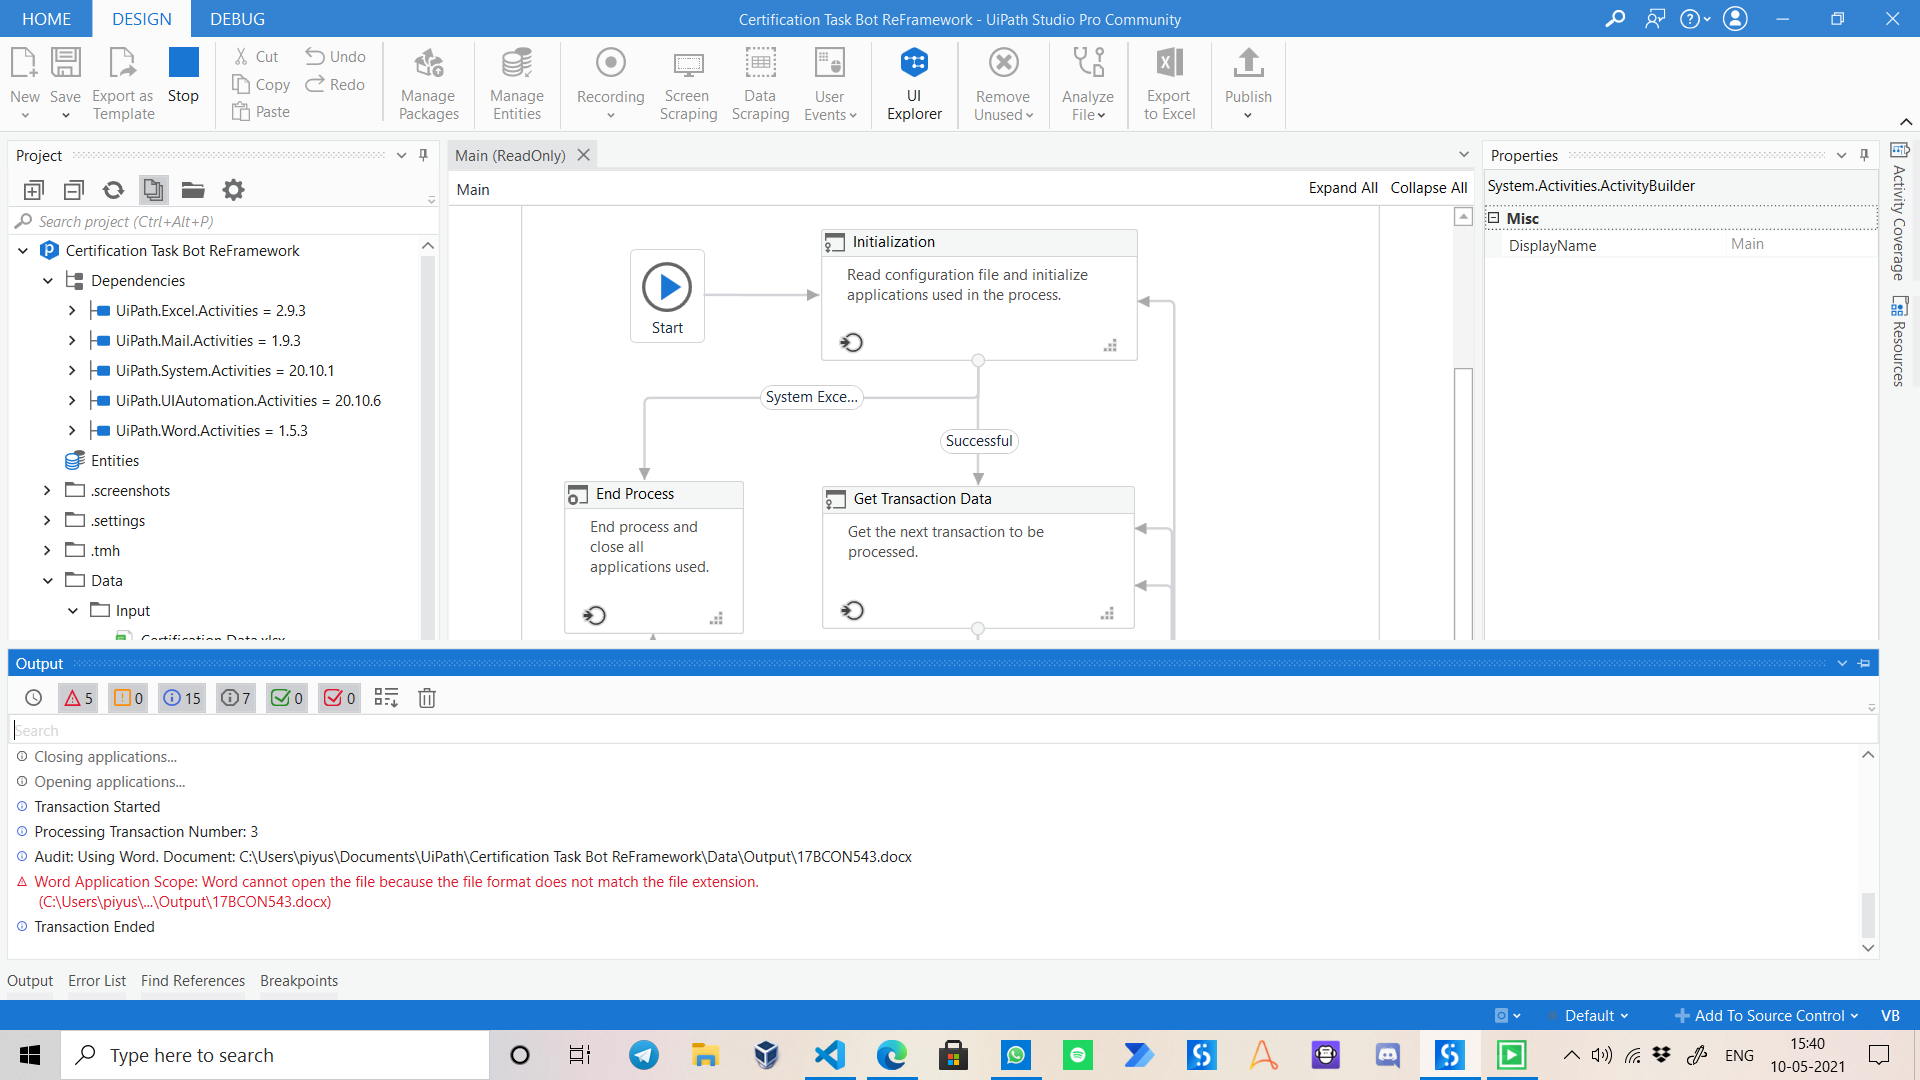 HOME
DESIGN
DEBUG
Certification Task Bot ReFramework - UiPath Studio Pro Community
New
Save
Export as Template
Stop
Cut
Copy
Paste
Undo
Redo
Manage Packages
Manage Entities
Recording
Screen Scraping
Data Scraping
User Events
UI Explorer
Remove Unused
Analyze File
Export to Excel
Publish
Project
Search project (Ctrl+Alt+P)
Certification Task Bot ReFramework
Dependencies
UiPath.Excel.Activities = 2.9.3
UiPath.Mail.Activities = 1.9.3
UiPath.System.Activities = 20.10.1
UiPath.UIAutomation.Activities = 20.10.6
UiPath.Word.Activities = 1.5.3
Entities
.screenshots
.settings
.tmh
Data
Input
Certification Data.xlsx
Main (ReadOnly)
Main
Expand All
Collapse All
Start
Initialization
Read configuration file and initialize
applications used in the process.
System Exce...
Successful
End Process
End process and
close all
applications used.
Get Transaction Data
Get the next transaction to be
processed.
Properties
System.Activities.ActivityBuilder
Misc
DisplayName
Main
Activity Coverage
Resources
Output
5
0
15
7
0
0
Search
Closing applications...
Opening applications...
Transaction Started
Processing Transaction Number: 3
Audit: Using Word. Document: C:\Users\piyus\Documents\UiPath\Certification Task Bot ReFramework\Data\Output\17BCON543.docx
Word Application Scope: Word cannot open the file because the file format does not match the file extension.
(C:\Users\piyus\...\Output\17BCON543.docx)
Transaction Ended
Output
Error List
Find References
Breakpoints
Default
Add To Source Control
VB
Type here to search
ENG
15:40
10-05-2021